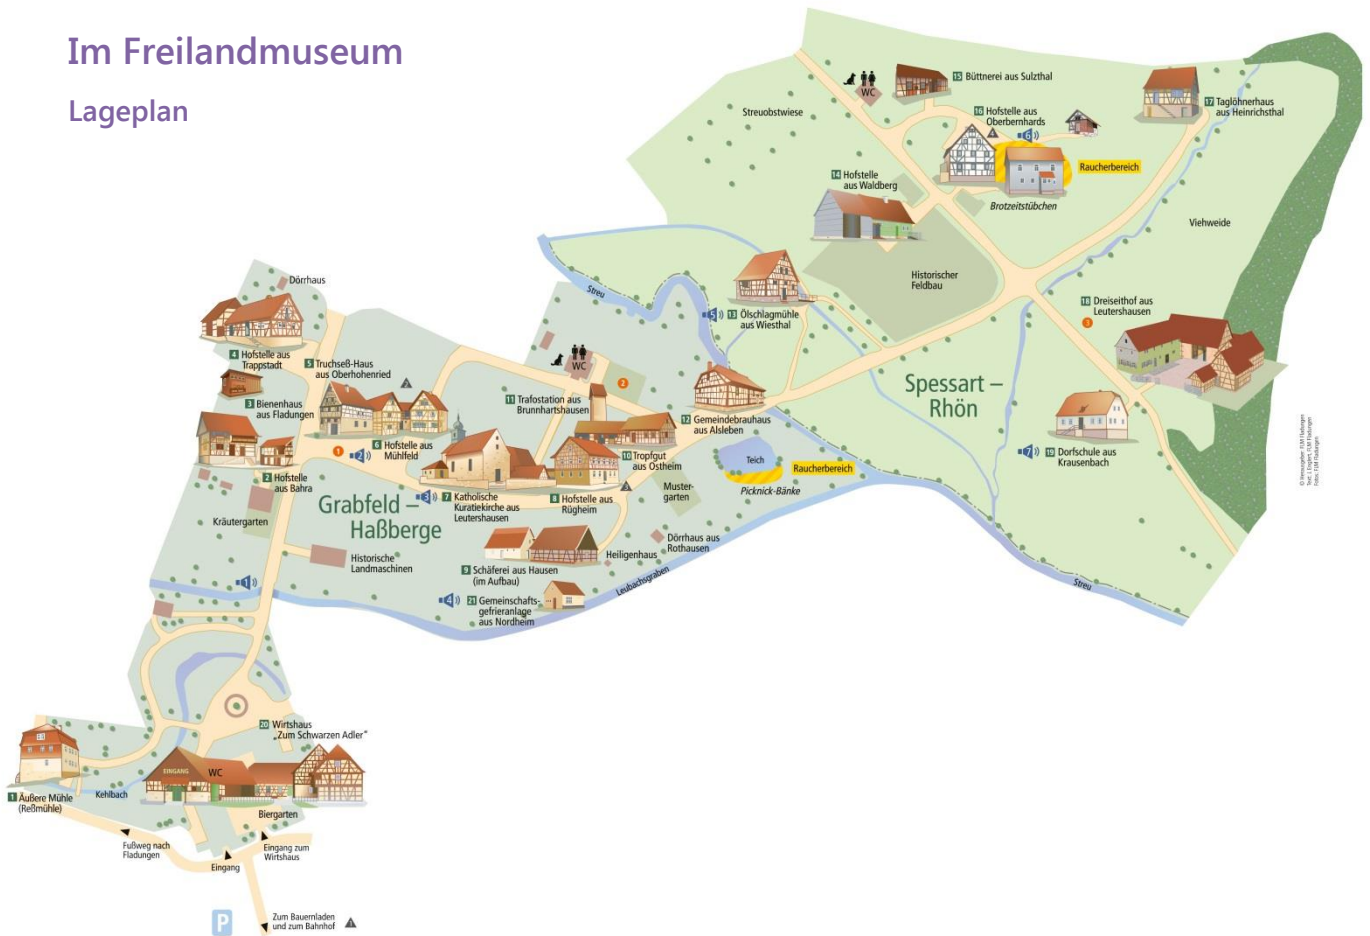 Im Freilandmuseum
Lageplan
WC
15 Büttnerei aus Sulzthal
16 Hofstelle aus
Oberbernhards
4
6
17 Taglöhnerhaus
aus Heinrichsthal
Streuobstwiese
Raucherbereich
14 Hofstelle
aus Waldberg
Brotzeitstübchen
Viehweide
Historischer
Feldbau
Dörrhaus
Streu
5
13 Ölschlagmühle
aus Wiesthal
18 Dreiseithof aus
Leutershausen
3
4 Hofstelle aus
Trappstadt
5 Truchseß-Haus
aus Oberhohenried
2
WC
2
Spessart –
Rhön
3 Bienenhaus
aus Fladungen
11 Trafostation aus
Brunnhartshausen
12 Gemeindebrauhaus
aus Alsleben
1
2
6 Hofstelle aus
Mühlfeld
10 Tropfgut
aus Ostheim
Teich
Raucherbereich
Picknick-Bänke
7
19 Dorfschule aus
Krausenbach
2 Hofstelle
aus Bahra
Grabfeld –
Haßberge
3
7 Katholische
Kuratiekirche aus
Leutershausen
8 Hofstelle aus
Rügheim
3
Muster-
garten
Kräutergarten
Historische
Landmaschinen
9 Schäferei aus Hausen
(im Aufbau)
Heiligenhaus
Dörrhaus aus
Rothausen
Leubachsgraben
Streu
1
4
21 Gemeinschafts-
gefrieranlage
aus Nordheim
20 Wirtshaus
„Zum Schwarzen Adler“
EINGANG
WC
1 Äußere Mühle
(Reßmühle)
Kehlbach
Biergarten
Fußweg nach
Fladungen
Eingang
Eingang zum
Wirtshaus
P
Zum Bauernladen
und zum Bahnhof
1